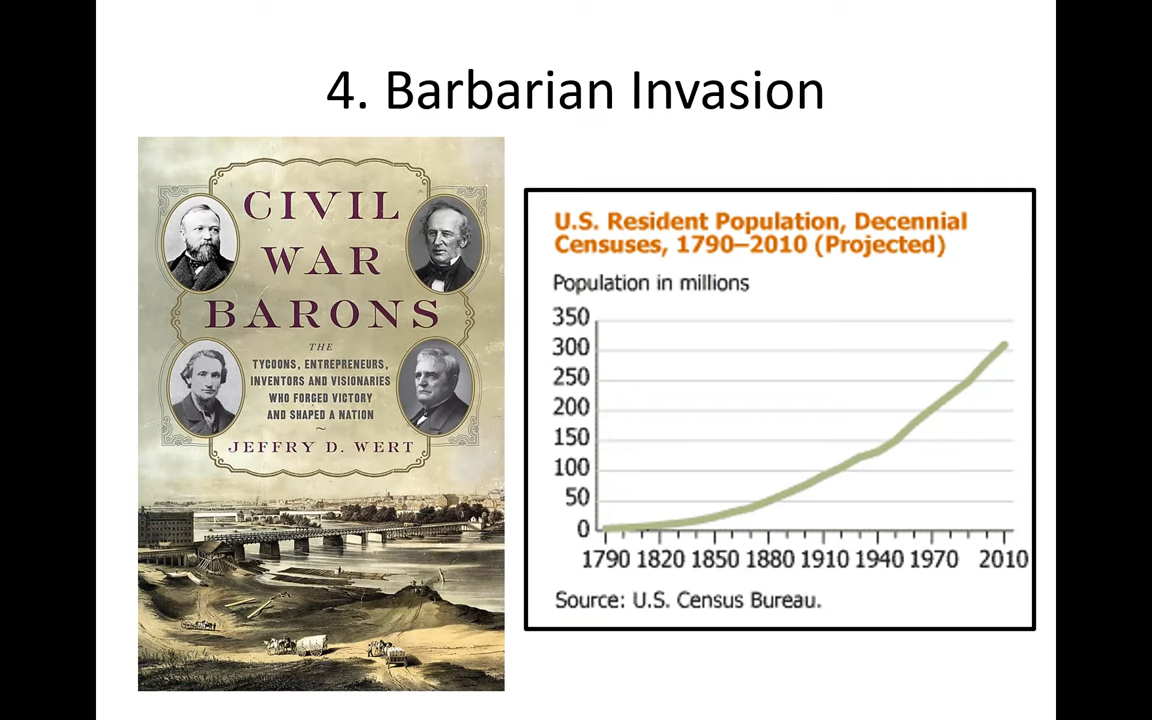 4. Barbarian Invasion
CIVIL
WAR
BARONS
THE
TYCOONS, ENTREPRENEURS,
INVENTORS AND VISIONARIES
WHO FORGED VICTORY
AND SHAPED A NATION
~
JEFFRY D. WERT
U.S. Resident Population, Decennial
Censuses, 1790–2010 (Projected)
Population in millions
350
300
250
200
150
100
50
0
1790 1820 1850 1880 1910 1940 1970 2010
Source: U.S. Census Bureau.